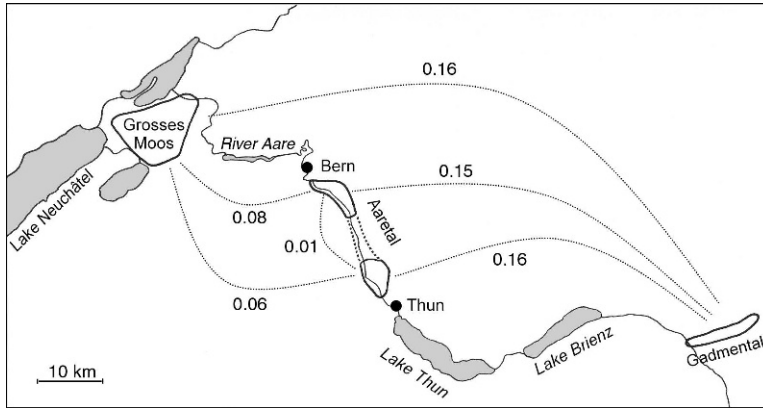 0.16
Grosses
Moos
River Aare
Bern
0.15
Lake Neuchâtel
0.08
Aaretal
0.01
0.16
0.06
Thun
Lake Thun
Lake Brienz
Gadmental
10 km